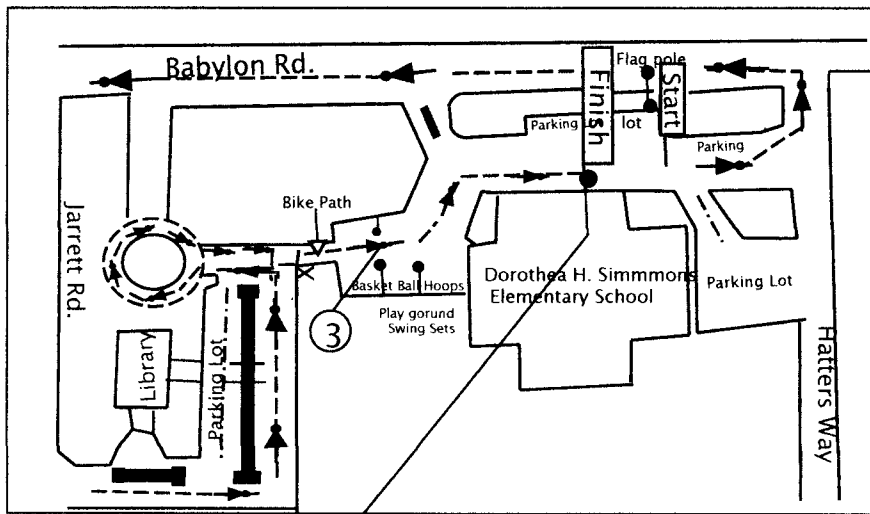 Babylon Rd.
Finish
Flag pole
Start
Parking L
lot
Parking
Jarrett Rd.
Bike Path
Basket Ball Hoops
Play gorund
Swing Sets
3
Dorothea H. Simmmons
Elementary School
Parking Lot
Library
Parking Lot
Hatters Way
X